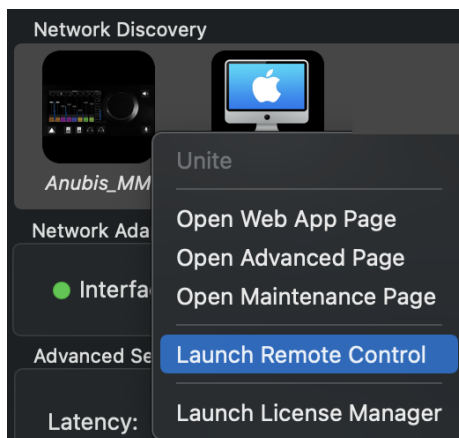 Network Discovery
Anubis_MM
Unite
Open Web App Page
Network Ada
Open Advanced Page
Interfa
Open Maintenance Page
Advanced Se
Launch Remote Control
Latency:
Launch License Manager